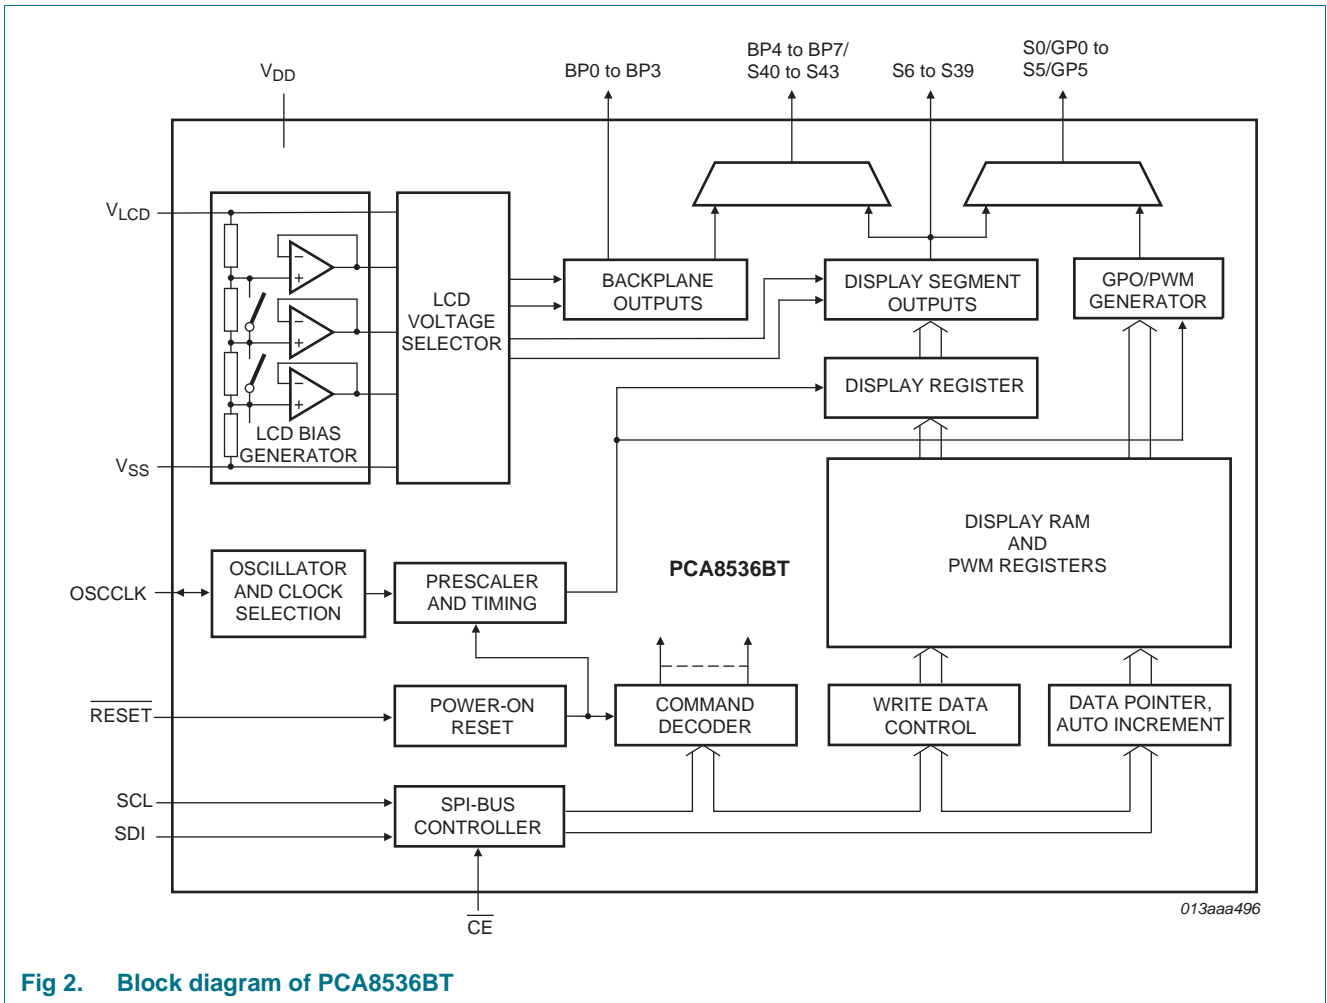 BP4 to BP7/
S40 to S43
S0/GP0 to
S5/GP5
VDD
BP0 to BP3
S6 to S39
VLCD
LCD
VOLTAGE
SELECTOR
BACKPLANE
OUTPUTS
DISPLAY SEGMENT
OUTPUTS
GPO/PWM
GENERATOR
−
+
−
+
−
+
DISPLAY REGISTER
LCD BIAS
GENERATOR
VSS
DISPLAY RAM
AND
PWM REGISTERS
PCA8536BT
OSCCLK
OSCILLATOR
AND CLOCK
SELECTION
PRESCALER
AND TIMING
RESET
POWER-ON
RESET
COMMAND
DECODER
WRITE DATA
CONTROL
DATA POINTER,
AUTO INCREMENT
SCL
SDI
SPI-BUS
CONTROLLER
CE
013aaa496
Fig 2. Block diagram of PCA8536BT